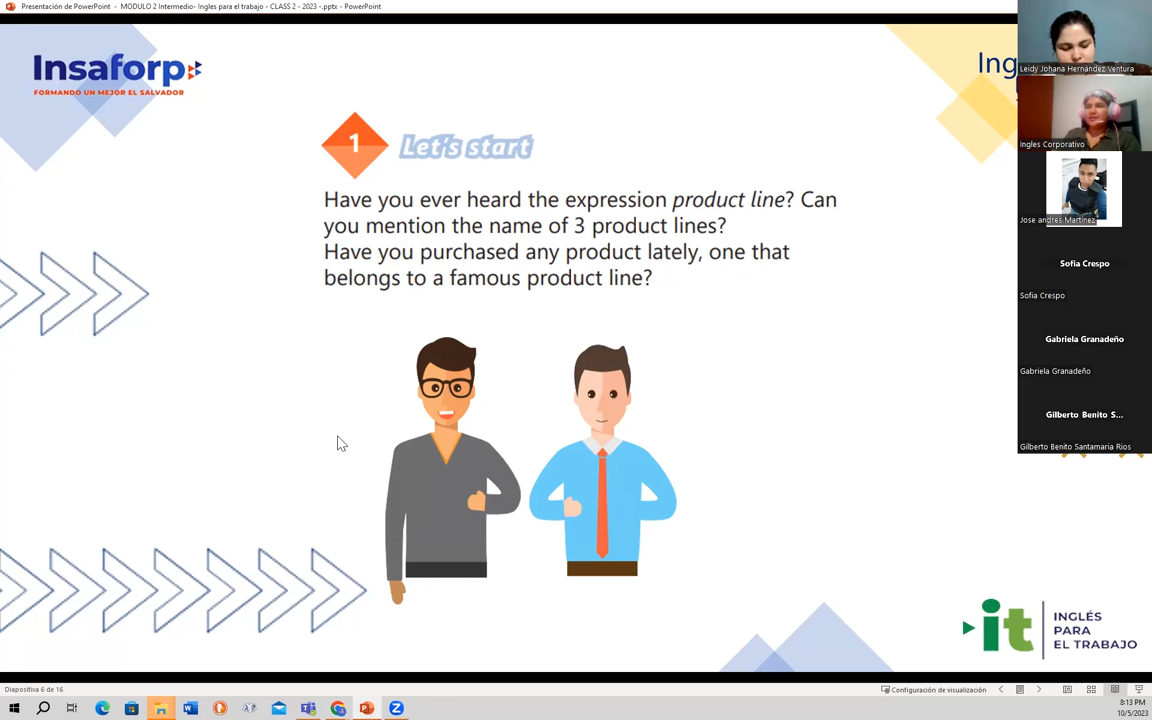 Presentación de PowerPoint - MODULO 2 Intermedio- Ingles para el trabajo - CLASS 2 - 2023 -.pptx - PowerPoint
Insaforp
FORMANDO UN MEJOR EL SALVADOR
Ing
Leidy Johana Hernández Ventura
Ingles Corporativo
Jose andres Martinez
Sofia Crespo
Sofia Crespo
Gabriela Granadeño
Gabriela Granadeño
Gilberto Benito S...
Gilberto Benito Santamaria Rios
1 Let's start
Have you ever heard the expression product line? Can
you mention the name of 3 product lines?
Have you purchased any product lately, one that
belongs to a famous product line?
it
INGLÉS
PARA
EL TRABAJO
Diapositiva 6 de 16
Configuración de visualización
8:13 PM
10/5/2023